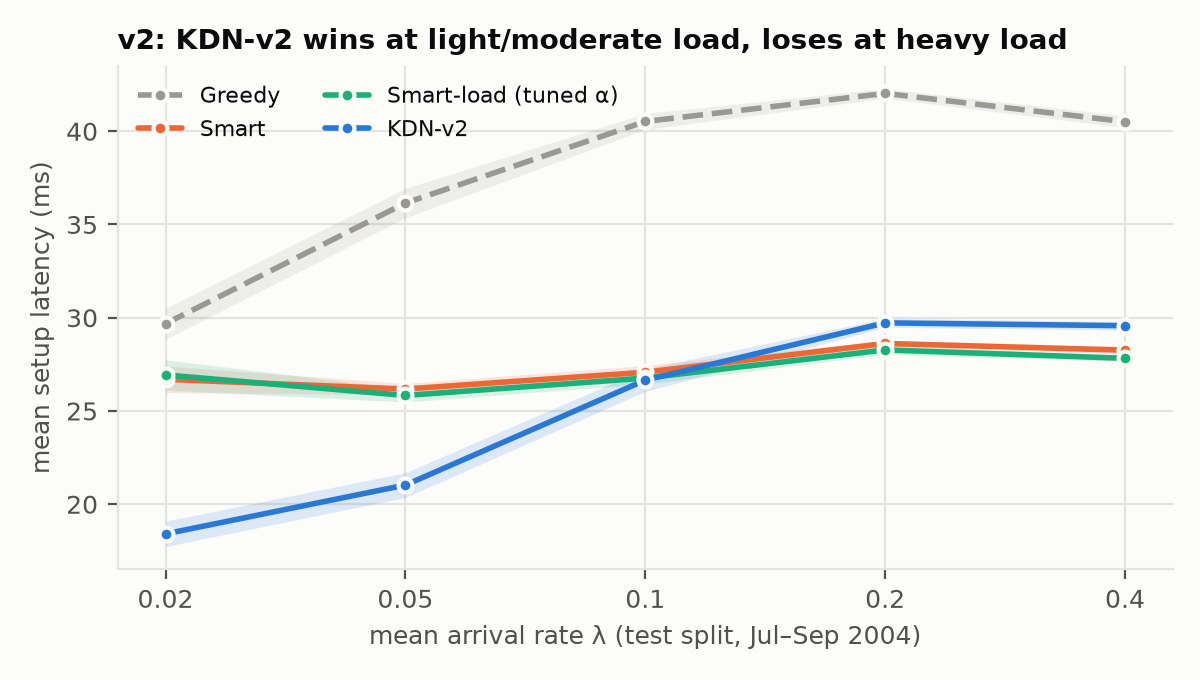 v2: KDN-v2 wins at light/moderate load, loses at heavy load
Greedy
Smart
Smart-load (tuned α)
KDN-v2
mean setup latency (ms)
40
35
30
25
20
0.02 0.05 0.1 0.2 0.4
mean arrival rate λ (test split, Jul–Sep 2004)